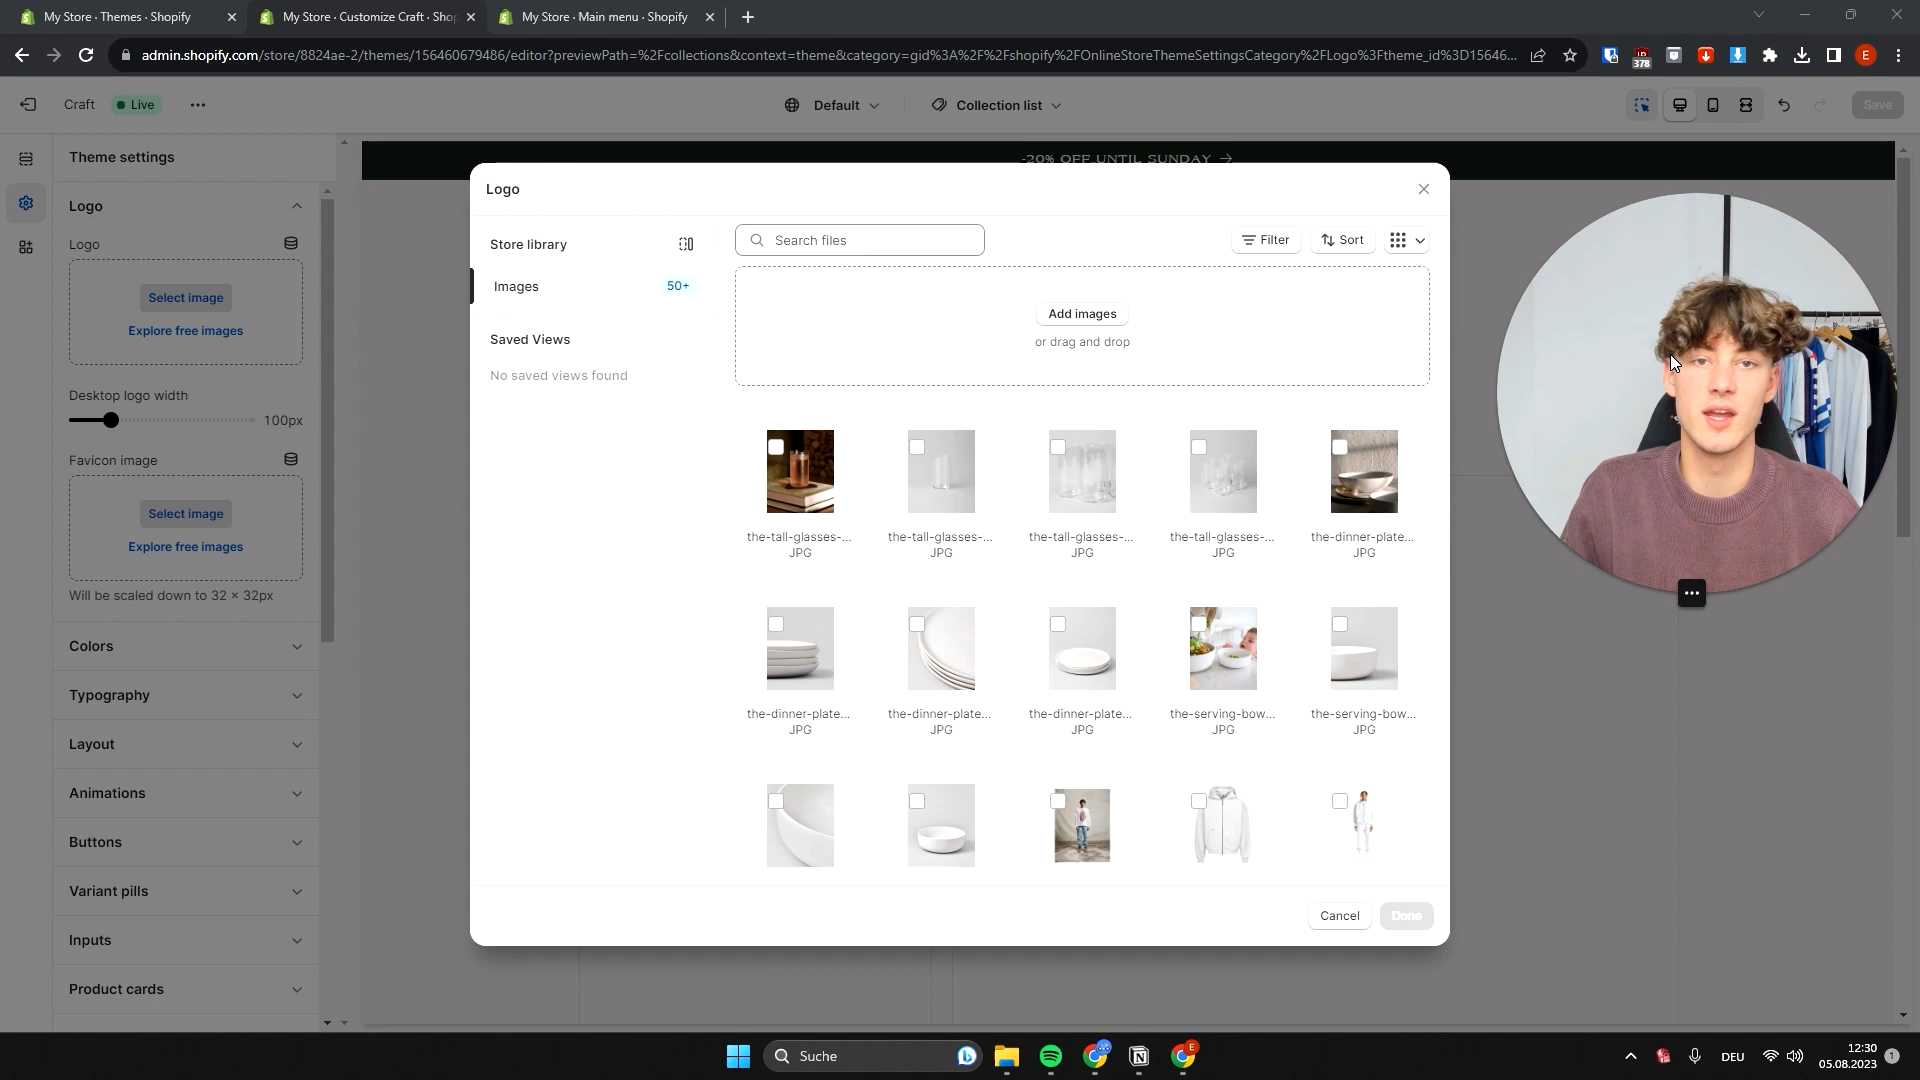 My Store · Themes · Shopify
My Store · Customize Craft · Shop
My Store · Main menu · Shopify
admin.shopify.com/store/8824ae-2/themes/156460679486/editor?previewPath=%2Fcollections&context=theme&category=gid%3A%2F%2Fshopify%2FOnlineStoreThemeSettingsCategory%2FLogo%3Ftheme_id%3D15646...
378
E
Craft
Live
Default
Collection list
Save
Theme settings
-20% OFF UNTIL SUNDAY →
Logo
Logo
Select image
Explore free images
Desktop logo width
100px
Favicon image
Select image
Explore free images
Will be scaled down to 32 × 32px
Colors
Typography
Layout
Animations
Buttons
Variant pills
Inputs
Product cards
Logo
Store library
Images
50+
Saved Views
No saved views found
Search files
Filter
Sort
Add images
or drag and drop
the-tall-glasses-...
JPG
the-tall-glasses-...
JPG
the-tall-glasses-...
JPG
the-tall-glasses-...
JPG
the-dinner-plate...
JPG
the-dinner-plate...
JPG
the-dinner-plate...
JPG
the-dinner-plate...
JPG
the-serving-bow...
JPG
the-serving-bow...
JPG
Cancel
Done
Suche
E
DEU
12:30
05.08.2023
1